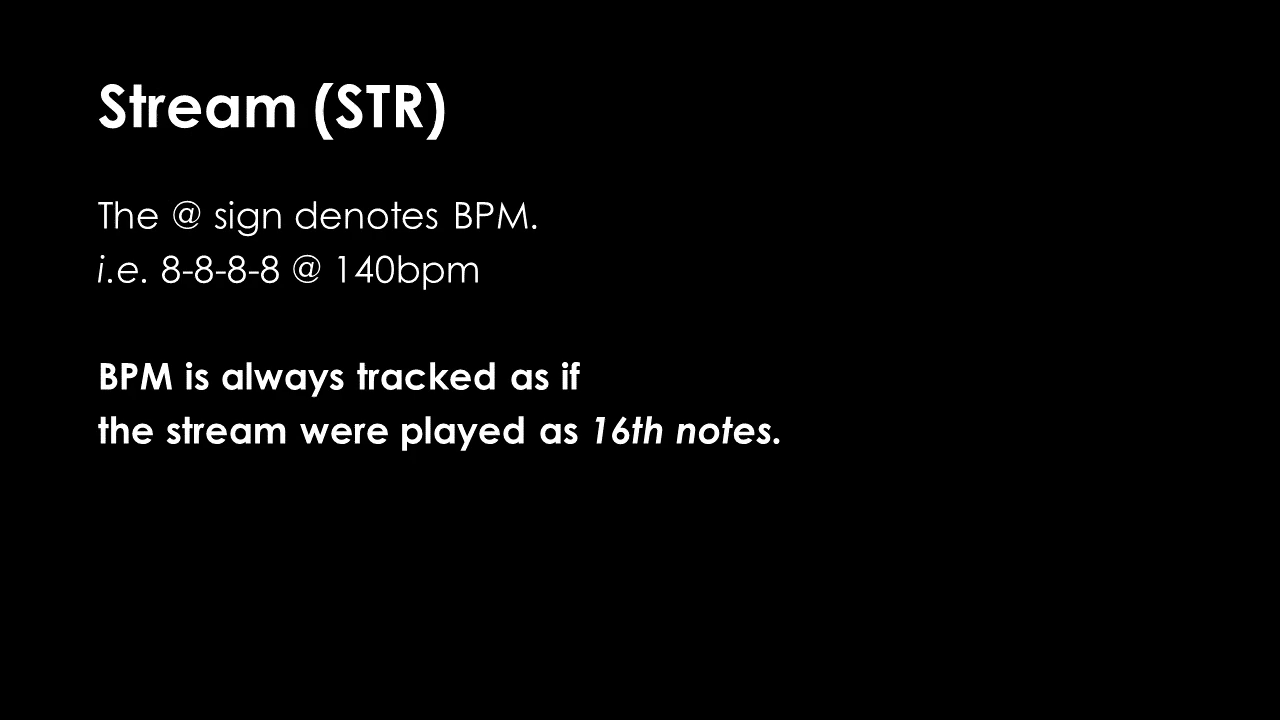 Stream (STR)
The @ sign denotes BPM.
i.e. 8-8-8-8 @ 140bpm
BPM is always tracked as if
the stream were played as 16th notes.